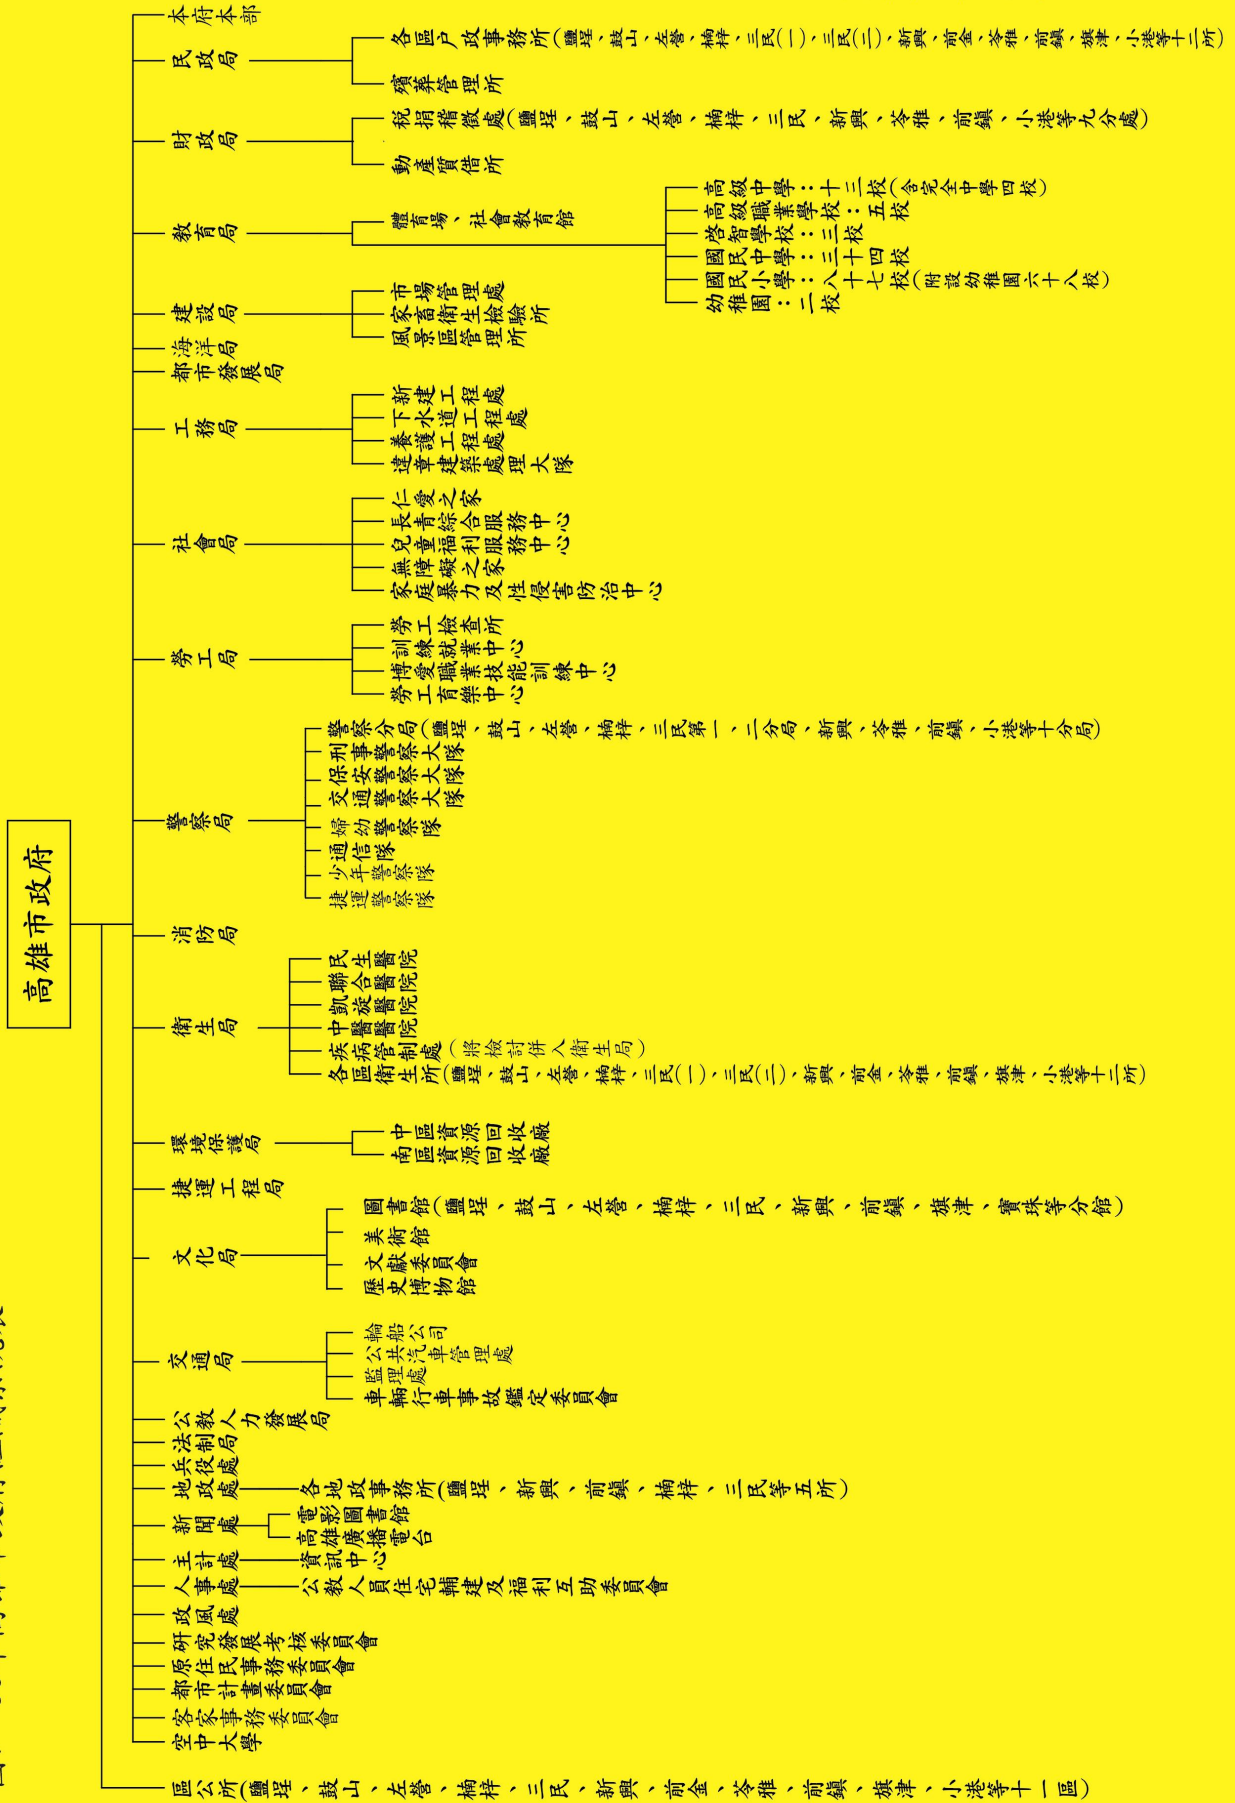 高雄市政府
本府本部
民政局
各區戶政事務所(鹽埕、鼓山、左營、楠梓、三民(一)、三民(二)、新興、前金、苓雅、前鎮、旗津、小港等十二所)
殯葬管理所
財政局
稅捐稽徵處(鹽埕、鼓山、左營、楠梓、三民、新興、苓雅、前鎮、小港等九分處)
動產質借所
教育局
體育場、社會教育館
高級中學：十三校(含完全中學四校)
高級職業學校：五校
啓智學校：三校
國民中學：三十四校
國民小學：八十七校(附設幼稚園六十八校)
幼稚園：二校
建設局
市場管理處
家畜衛生檢驗所
風景區管理所
海洋局
都市發展局
工務局
新建工程處
下水道工程處
養護工程處
違章建築處理大隊
社會局
仁愛之家
長青綜合服務中心
兒童福利服務中心
無障礙之家
家庭暴力及性侵害防治中心
勞工局
勞工檢查所
訓練就業中心
博愛職業技能訓練中心
勞工育樂中心
警察局
警察分局(鹽埕、鼓山、左營、楠梓、三民第一、二分局、新興、苓雅、前鎮、小港等十分局)
刑事警察大隊
保安警察大隊
交通警察大隊
婦幼警察隊
通信隊
少年警察隊
捷運警察隊
消防局
衛生局
民生醫院
聯合醫院
凱旋醫院
中醫醫院
疾病管制處(將檢討併入衛生局)
各區衛生所(鹽埕、鼓山、左營、楠梓、三民(一)、三民(二)、新興、前金、苓雅、前鎮、旗津、小港等十二所)
環境保護局
中區資源回收廠
南區資源回收廠
捷運工程局
文化局
圖書館(鹽埕、鼓山、左營、楠梓、三民、新興、前鎮、旗津、寶珠等分館)
美術館
文獻委員會
歷史博物館
交通局
輪船公司
公共汽車管理處
監理處
車輛行車事故鑑定委員會
公教人力發展局
法制局
兵役處
地政處
各地政事務所(鹽埕、新興、前鎮、楠梓、三民等五所)
新聞處
電影圖書館
高雄廣播電台
主計處
資訊中心
人事處
公教人員住宅輔建及福利互助委員會
政風處
研究發展考核委員會
原住民事務委員會
都市計畫委員會
客家事務委員會
空中大學
區公所(鹽埕、鼓山、左營、楠梓、三民、新興、前金、苓雅、前鎮、旗津、小港等十一區)